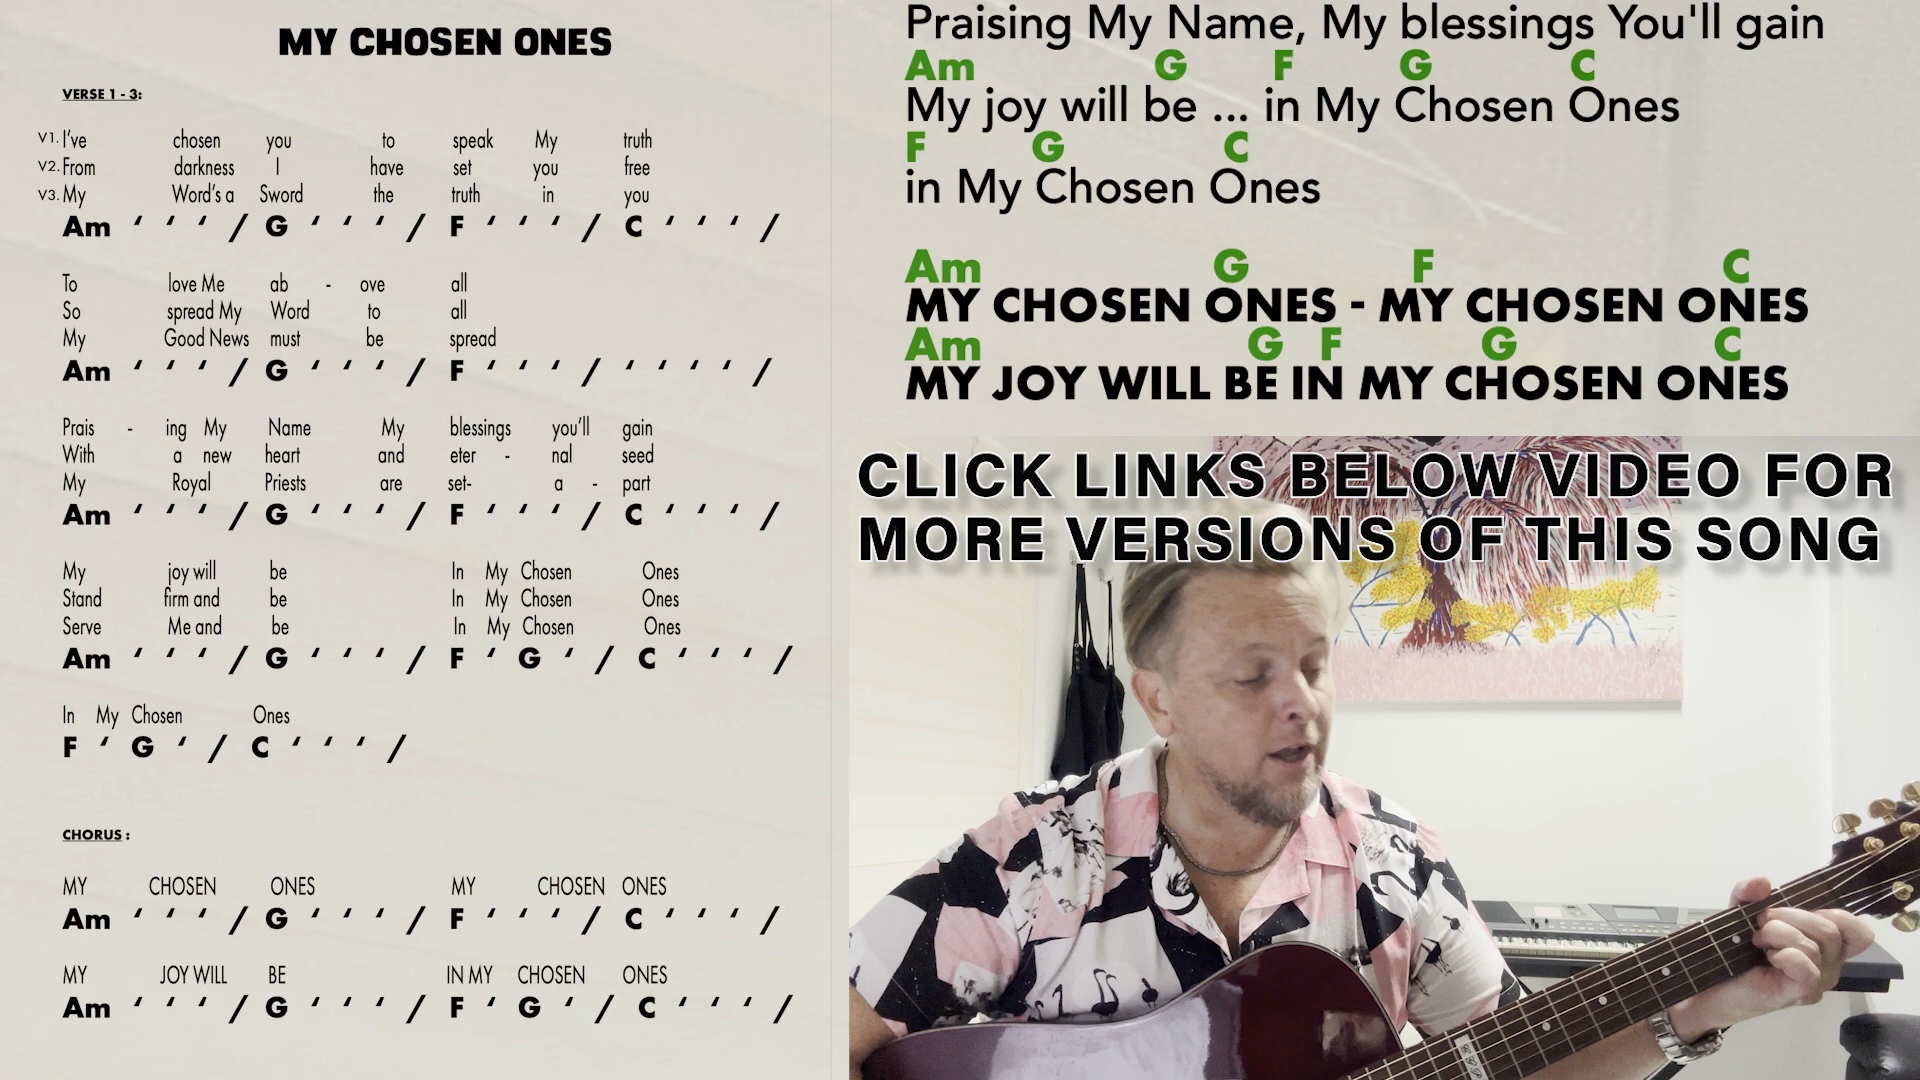 MY CHOSEN ONES
VERSE 1 - 3:
V1. I've chosen you to speak My truth
V2. From darkness I have set you free
V3. My Word's a Sword the truth in you
Am ‘ ‘ ‘ / G ‘ ‘ ‘ / F ‘ ‘ ‘ / C ‘ ‘ ‘ /
To love Me ab - ove all
So spread My Word to all
My Good News must be spread
Am ‘ ‘ ‘ / G ‘ ‘ ‘ / F ‘ ‘ ‘ / ‘ ‘ ‘ ‘ /
Prais - ing My Name My blessings you'll gain
With a new heart and eter - nal seed
My Royal Priests are set- a - part
Am ‘ ‘ ‘ / G ‘ ‘ ‘ / F ‘ ‘ ‘ / C ‘ ‘ ‘ /
My joy will be In My Chosen Ones
Stand firm and be In My Chosen Ones
Serve Me and be In My Chosen Ones
Am ‘ ‘ ‘ / G ‘ ‘ ‘ / F ‘ G ‘ / C ‘ ‘ ‘ /
In My Chosen Ones
F ‘ G ‘ / C ‘ ‘ ‘ /
CHORUS :
MY CHOSEN ONES MY CHOSEN ONES
Am ‘ ‘ ‘ / G ‘ ‘ ‘ / F ‘ ‘ ‘ / C ‘ ‘ ‘ /
MY JOY WILL BE IN MY CHOSEN ONES
Am ‘ ‘ ‘ / G ‘ ‘ ‘ / F ‘ G ‘ / C ‘ ‘ ‘ /
Praising My Name, My blessings You'll gain
Am G F G C
My joy will be ... in My Chosen Ones
F G C
in My Chosen Ones
Am G F C
MY CHOSEN ONES - MY CHOSEN ONES
Am G F G C
MY JOY WILL BE IN MY CHOSEN ONES
CLICK LINKS BELOW VIDEO FOR
MORE VERSIONS OF THIS SONG